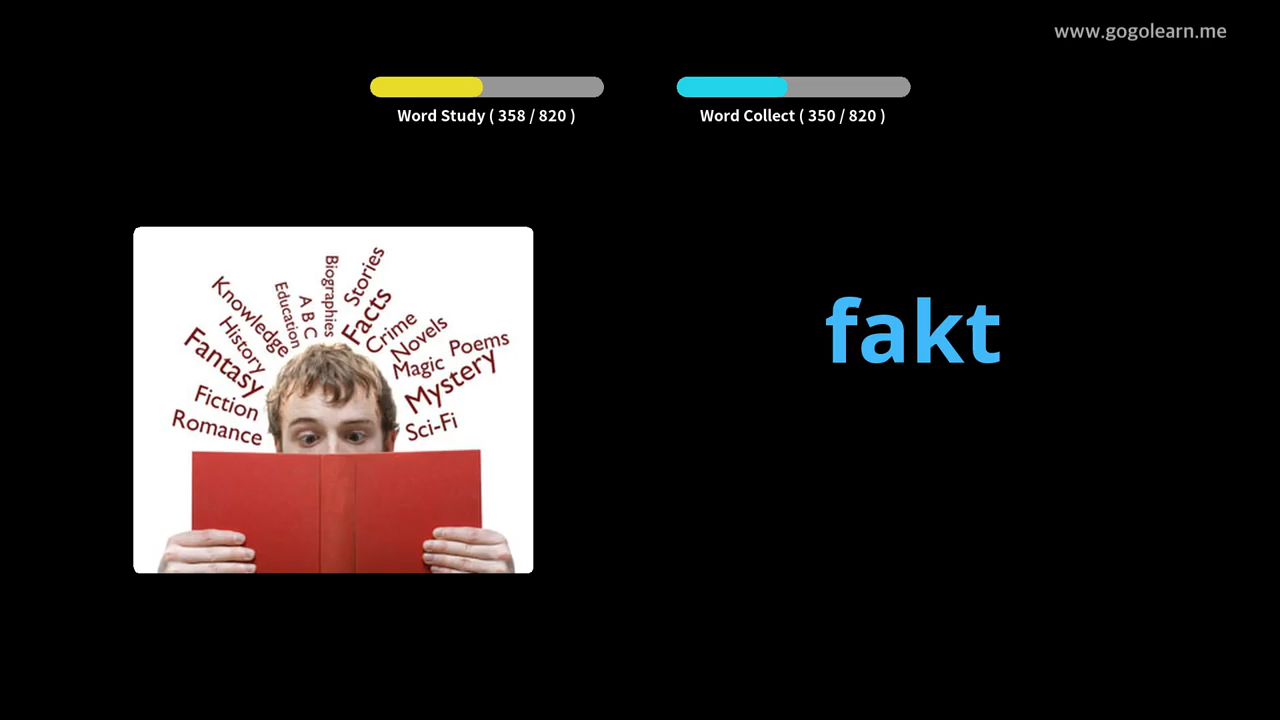 www.gogolearn.me
Word Study ( 358 / 820 )
Word Collect ( 350 / 820 )
Romance
Fiction
Fantasy
History
Knowledge
Education
A B C
Biographies
Stories
Facts
Crime
Novels
Magic
Poems
Mystery
Sci-Fi
fakt